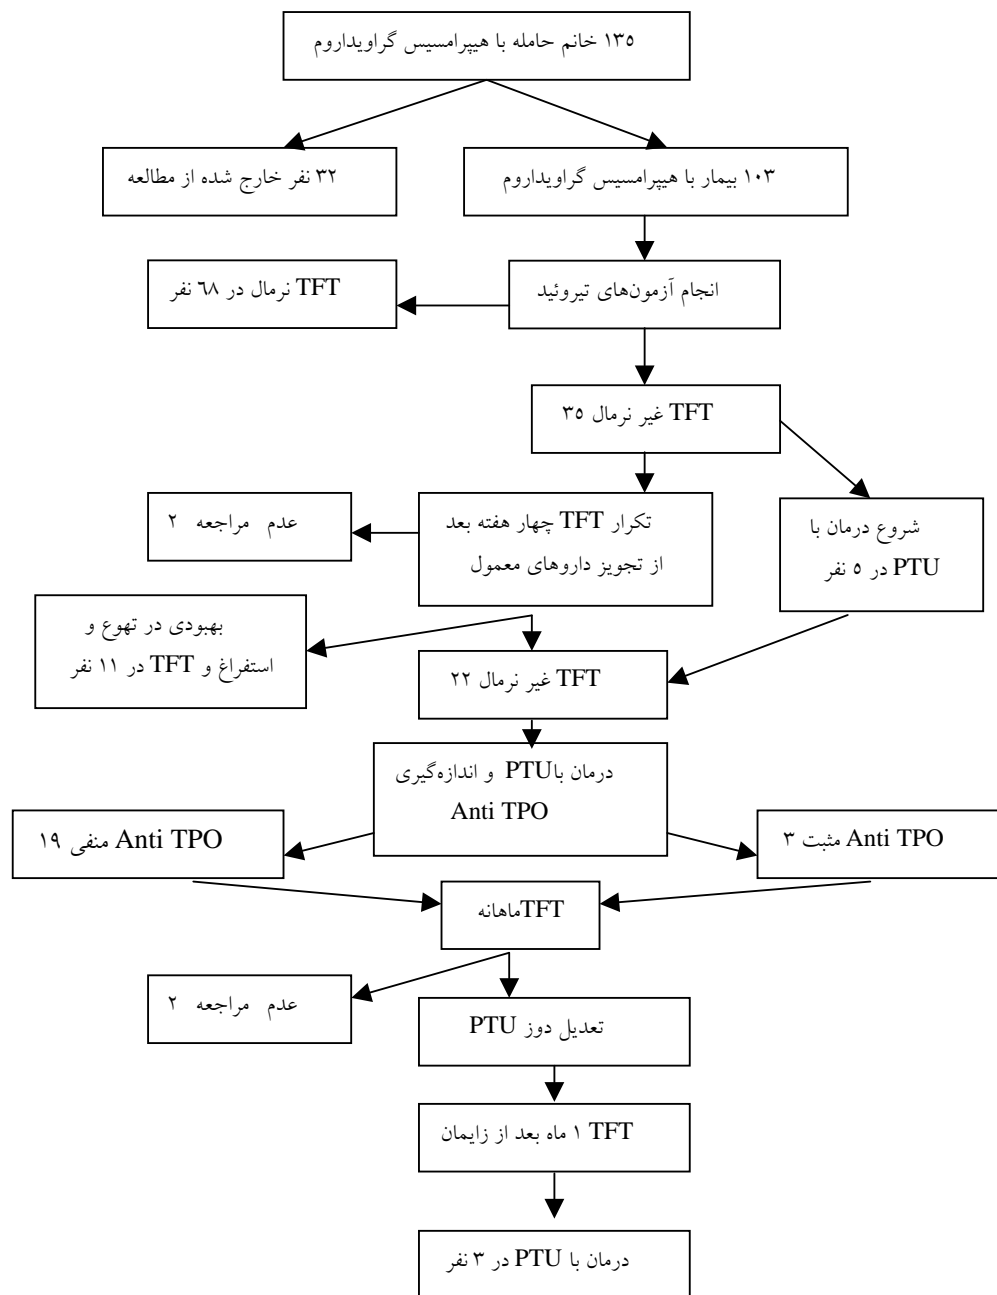 ۱۳۵ خانم حامله با هیپرامسیس گراویداروم
۱۰۳ بیمار با هیپرامسیس گراویداروم
۳۲ نفر خارج شده از مطالعه
انجام آزمون‌های تیروئید
TFT نرمال در ٦٨ نفر
TFT غیر نرمال ۳۵
شروع درمان با
PTU در ۵ نفر
تکرار TFT چهار هفته بعد
از تجویز داروهای معمول
عدم مراجعه ۲
بهبودی در تهوع و
استفراغ و TFT در ۱۱ نفر
TFT غیر نرمال ۲۲
درمان باPTU و اندازه‌گیری
Anti TPO
Anti TPO مثبت ۳
Anti TPO منفی ۱۹
TFTماهانه
عدم مراجعه ۲
تعدیل دوز PTU
TFT ۱ ماه بعد از زایمان
درمان با PTU در ۳ نفر